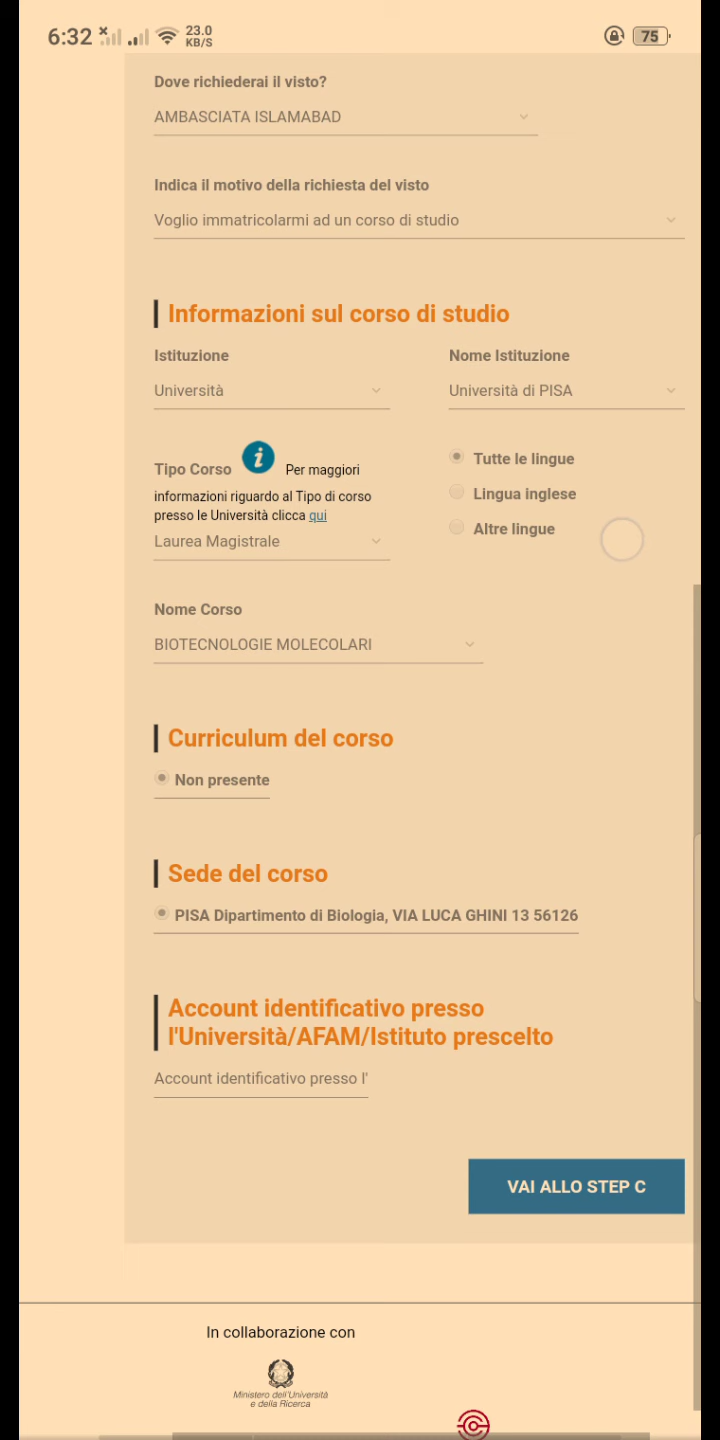 6:32 23.0 75
KB/S
Dove richiederai il visto?
AMBASCIATA ISLAMABAD
Indica il motivo della richiesta del visto
Voglio immatricolarmi ad un corso di studio
Informazioni sul corso di studio
Istituzione
Università
Nome Istituzione
Università di PISA
Tipo Corso i Per maggiori
informazioni riguardo al Tipo di corso
presso le Università clicca qui
Laurea Magistrale
Tutte le lingue
Lingua inglese
Altre lingue
Nome Corso
BIOTECNOLOGIE MOLECOLARI
Curriculum del corso
Non presente
Sede del corso
PISA Dipartimento di Biologia, VIA LUCA GHINI 13 56126
Account identificativo presso
l'Università/AFAM/Istituto prescelto
Account identificativo presso l'
VAI ALLO STEP C
In collaborazione con
Ministero dell'Università
e della Ricerca